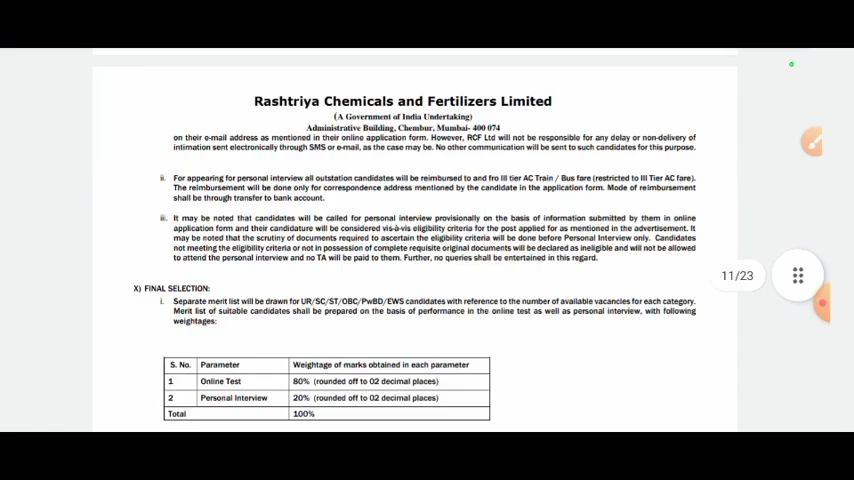 Rashtriya Chemicals and Fertilizers Limited
(A Government of India Undertaking)
Administrative Building, Chembur, Mumbai- 400 074
on their e-mail address as mentioned in their online application form. However, RCF Ltd will not be responsible for any delay or non-delivery of
intimation sent electronically through SMS or e-mail, as the case may be. No other communication will be sent to such candidates for this purpose.
ii. For appearing for personal interview all outstation candidates will be reimbursed to and fro III tier AC Train / Bus fare (restricted to III Tier AC fare).
The reimbursement will be done only for correspondence address mentioned by the candidate in the application form. Mode of reimbursement
shall be through transfer to bank account.
iii. It may be noted that candidates will be called for personal interview provisionally on the basis of information submitted by them in online
application form and their candidature will be considered vis-à-vis eligibility criteria for the post applied for as mentioned in the advertisement. It
may be noted that the scrutiny of documents required to ascertain the eligibility criteria will be done before Personal Interview only. Candidates
not meeting the eligibility criteria or not in possession of complete requisite original documents will be declared as ineligible and will not be allowed
to attend the personal interview and no TA will be paid to them. Further, no queries shall be entertained in this regard.
11/23
X) FINAL SELECTION:
i. Separate merit list will be drawn for UR/SC/ST/OBC/PwBD/EWS candidates with reference to the number of available vacancies for each category.
Merit list of suitable candidates shall be prepared on the basis of performance in the online test as well as personal interview, with following
weightages:
S. No. Parameter Weightage of marks obtained in each parameter
1 Online Test 80% (rounded off to 02 decimal places)
2 Personal Interview 20% (rounded off to 02 decimal places)
Total 100%